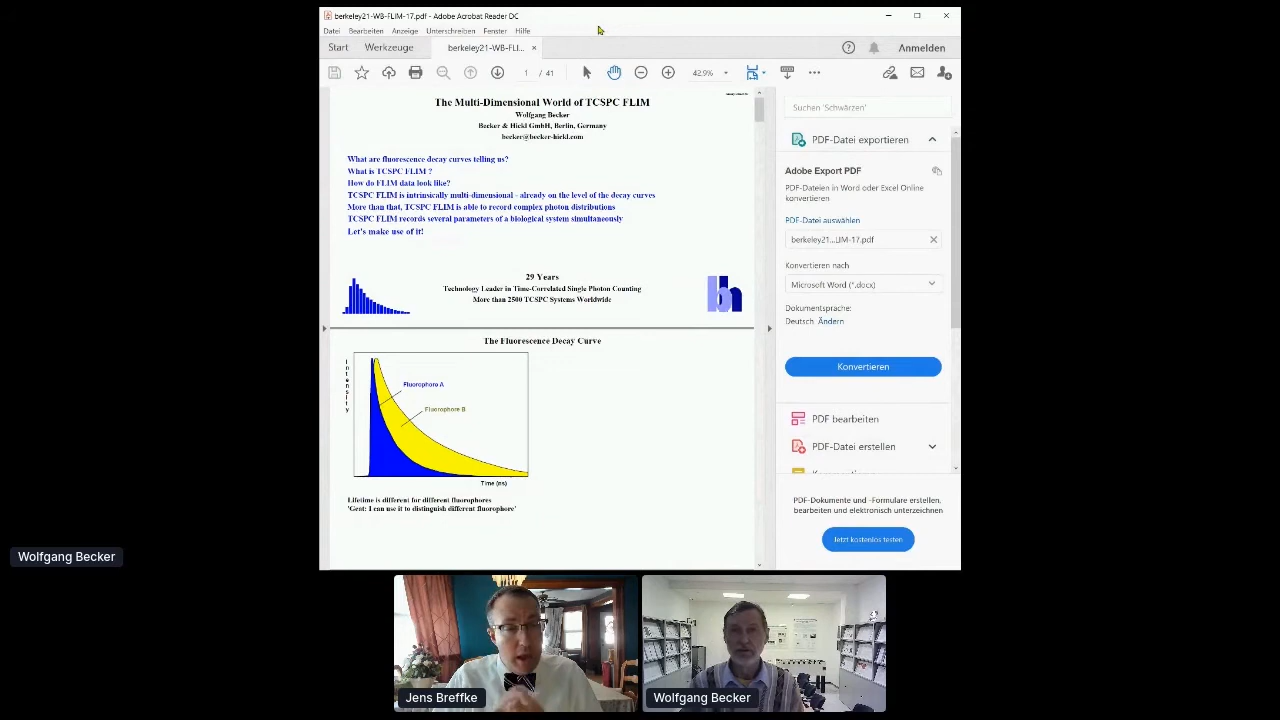 berkeley21-WB-FLIM-17.pdf - Adobe Acrobat Reader DC
Datei Bearbeiten Anzeige Unterschreiben Fenster Hilfe
Start Werkzeuge berkeley21-WB-FLI... × Anmelden
1 / 41 42,9%
The Multi-Dimensional World of TCSPC FLIM
Wolfgang Becker
Becker & Hickl GmbH, Berlin, Germany
becker@becker-hickl.com
What are fluorescence decay curves telling us?
What is TCSPC FLIM ?
How do FLIM data look like?
TCSPC FLIM is intrinsically multi-dimensional - already on the level of the decay curves
More than that, TCSPC FLIM is able to record complex photon distributions
TCSPC FLIM records several parameters of a biological system simultaneously
Let's make use of it!
29 Years
Technology Leader in Time-Correlated Single Photon Counting
More than 2500 TCSPC Systems Worldwide
bh
The Fluorescence Decay Curve
Intensity
Fluorophore A
Fluorophore B
Time (ns)
Lifetime is different for different fluorophores
'Gent: I can use it to distinguish different fluorophore'
Suchen 'Schwärzen'
PDF-Datei exportieren
Adobe Export PDF
PDF-Dateien in Word oder Excel Online
konvertieren
PDF-Datei auswählen
berkeley21...LIM-17.pdf
Konvertieren nach
Microsoft Word (*.docx)
Dokumentsprache:
Deutsch Ändern
Konvertieren
PDF bearbeiten
PDF-Datei erstellen
PDF-Dokumente und -Formulare erstellen,
bearbeiten und elektronisch unterzeichnen
Jetzt kostenlos testen
Wolfgang Becker
Jens Breffke
Wolfgang Becker